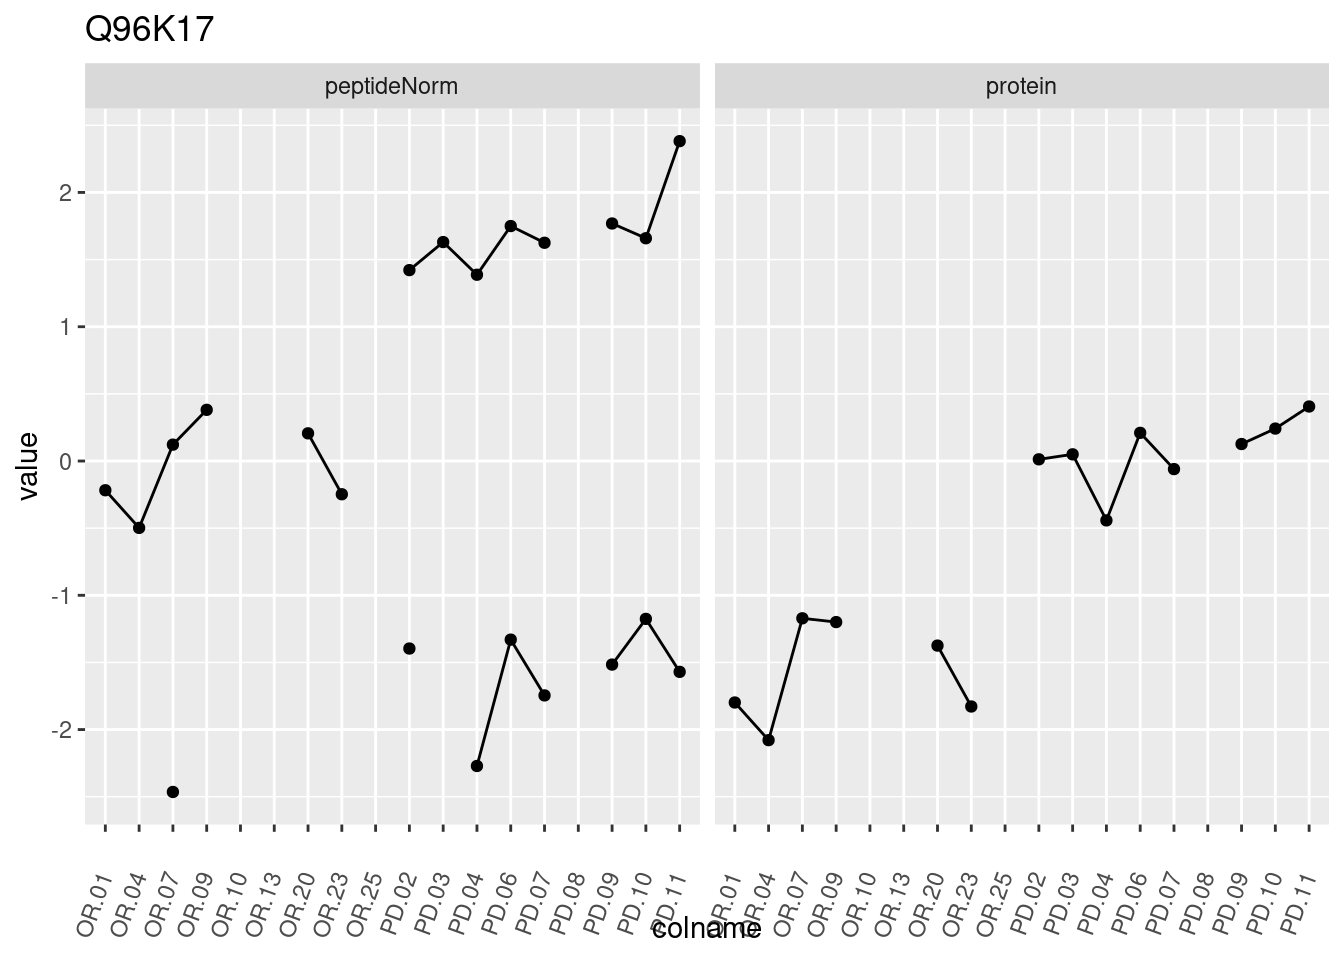 Q96K17
peptideNorm
protein
value
2
1
0
-1
-2
OR.01
OR.04
OR.07
OR.09
OR.10
OR.13
OR.20
OR.23
OR.25
PD.02
PD.03
PD.04
PD.06
PD.07
PD.08
PD.09
PD.10
PD.11
OR.01
OR.04
OR.07
OR.09
OR.10
OR.13
OR.20
OR.23
OR.25
PD.02
PD.03
PD.04
PD.06
PD.07
PD.08
PD.09
PD.10
PD.11
colname